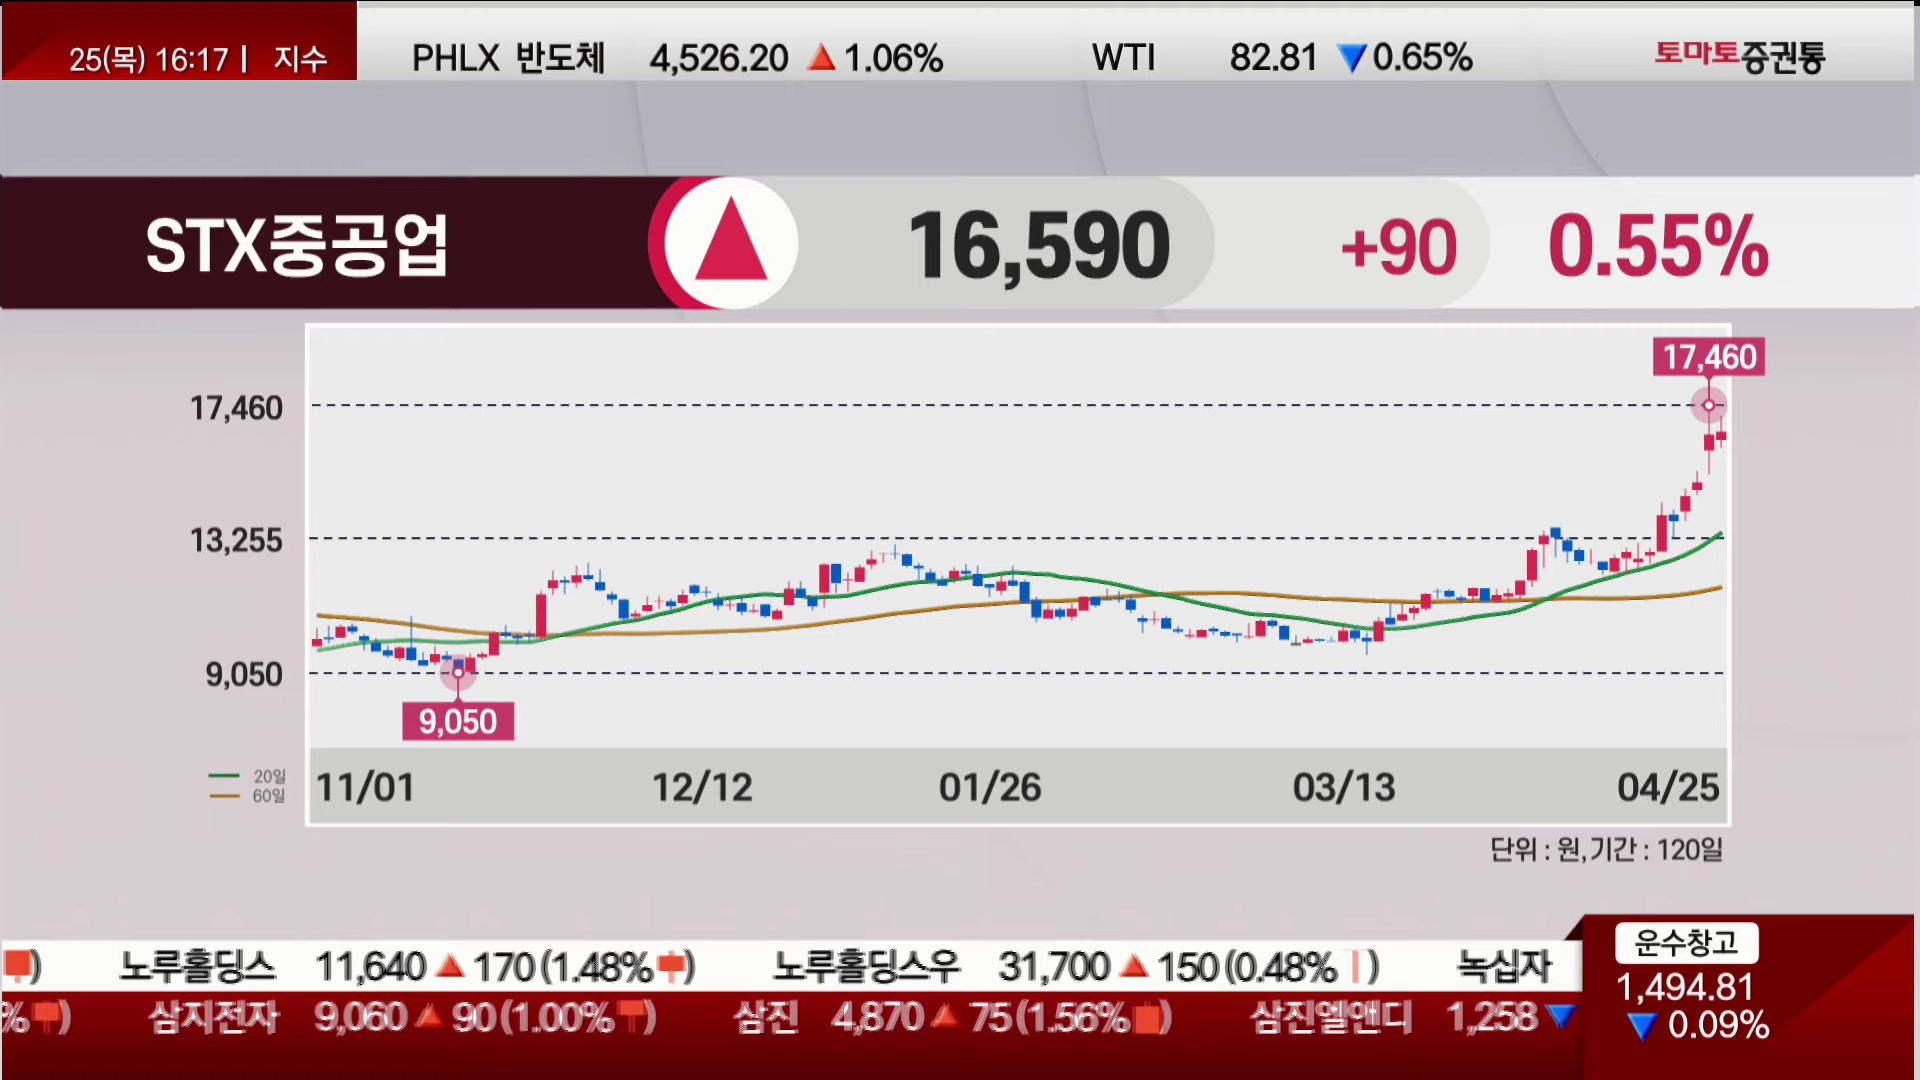 25(목) 16:17 | 지수 PHLX 반도체 4,526.20 ▲ 1.06% WTI 82.81 ▼ 0.65% 토마토증권통
STX중공업 ▲ 16,590 +90 0.55%
17,460
17,460
13,255
9,050
9,050
20일
60일
11/01 12/12 01/26 03/13 04/25
단위 : 원, 기간 : 120일
) 노루홀딩스 11,640 ▲ 170 (1.48% ) 노루홀딩스우 31,700 ▲ 150 (0.48% ) 녹십자
% ) 삼지전자 9,060 ▲ 90 (1.00% ) 삼진 4,870 ▲ 75 (1.56% ) 삼진엘앤디 1,258 ▼
운수창고
1,494.81
▼ 0.09%